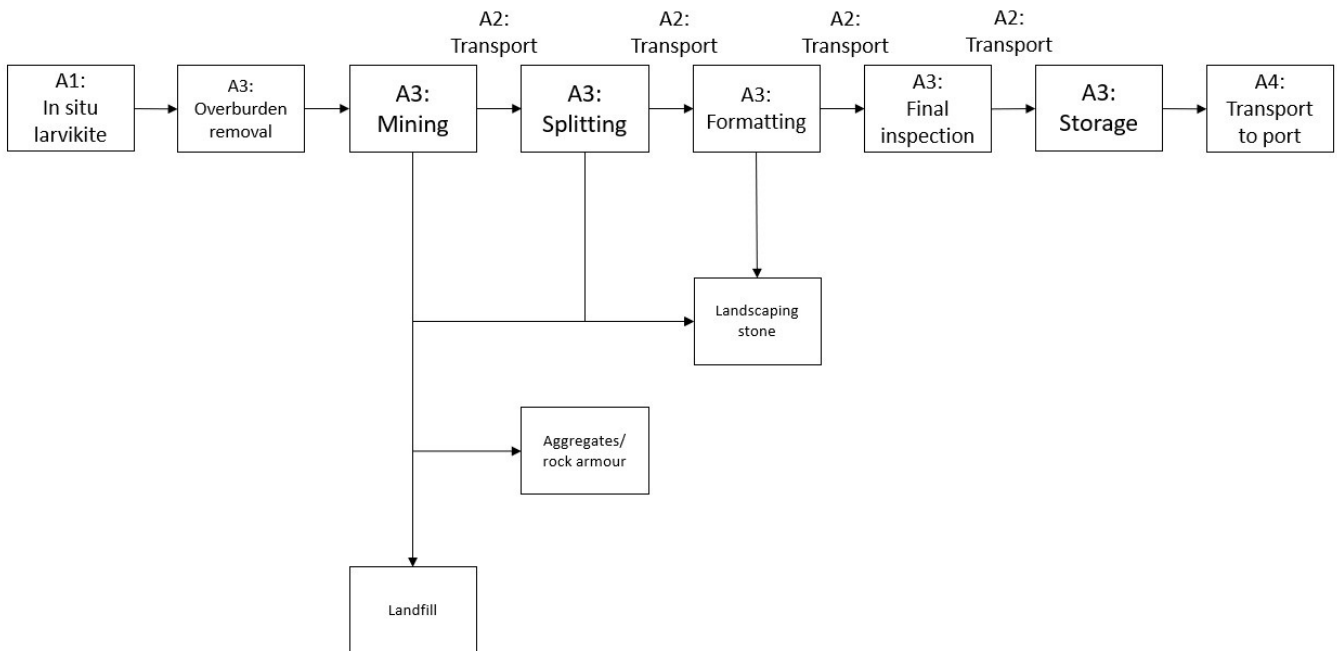 A2:
Transport
A2:
Transport
A2:
Transport
A2:
Transport
A1:
In situ
larvikite
A3:
Overburden
removal
A3:
Mining
A3:
Splitting
A3:
Formatting
A3:
Final
inspection
A3:
Storage
A4:
Transport
to port
Landscaping
stone
Aggregates/
rock armour
Landfill